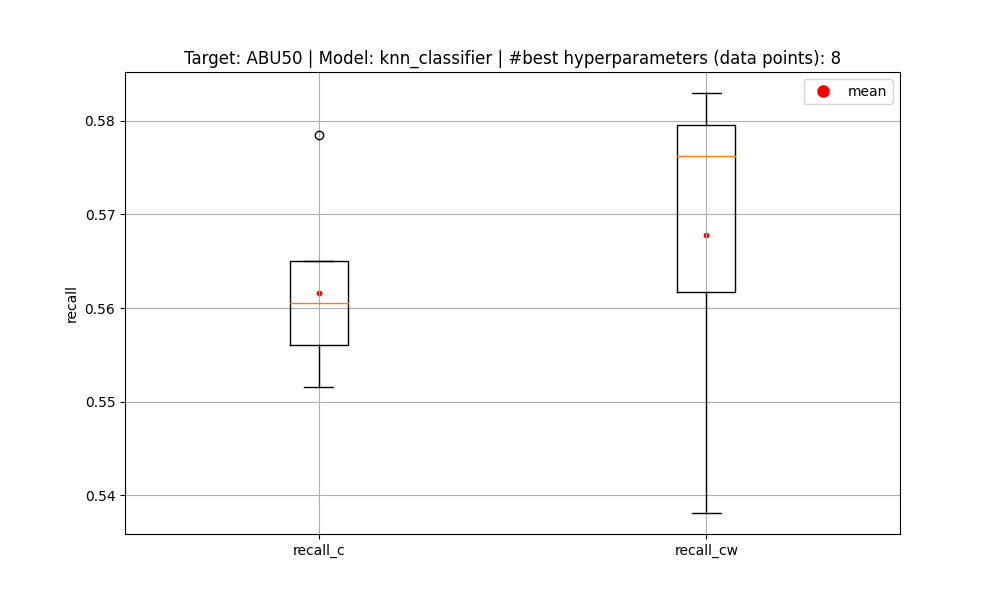 Target: ABU50 | Model: knn_classifier | #best hyperparameters (data points): 8
mean
0.58
0.57
0.56
0.55
0.54
recall
recall_c
recall_cw